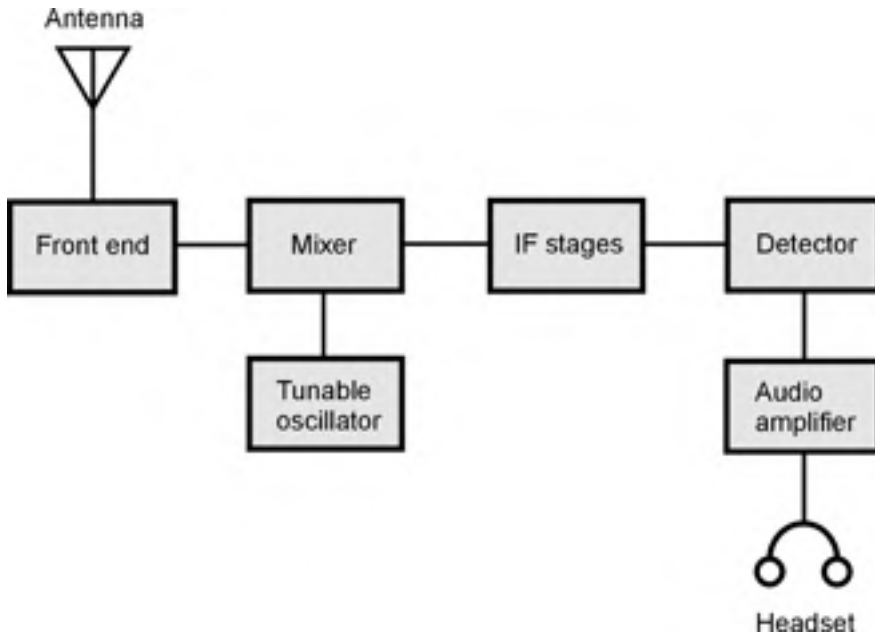 Antenna
Front end
Mixer
IF stages
Detector
Tunable
oscillator
Audio
amplifier
Headset